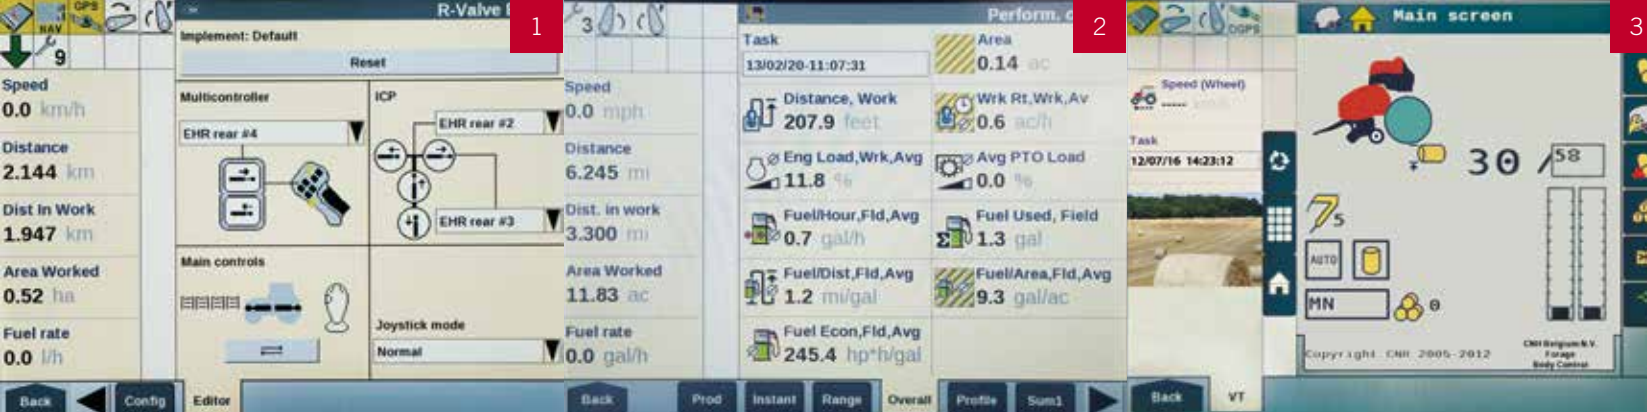 GPS
NAV
9
R-Valve
1
Implement: Default
Reset
Speed
0.0 km/h
Distance
2.144 km
Dist In Work
1.947 km
Area Worked
0.52 ha
Fuel rate
0.0 l/h
Multicontroller
EHR rear #4
ICP
EHR rear #2
EHR rear #3
Main controls
Joystick mode
Normal
Back
Config
Editor
3
Perform.
2
Speed
0.0 mph
Distance
6.245 mi
Dist. in work
3.300 mi
Area Worked
11.83 ac
Fuel rate
0.0 gal/h
Task
13/02/20-11:07:31
Area
0.14 ac
Distance, Work
207.9 feet
Wrk Rt,Wrk,Av
0.6 ac/h
Eng Load,Wrk,Avg
11.8 %
Avg PTO Load
0.0 %
Fuel/Hour,Fld,Avg
0.7 gal/h
Fuel Used, Field
Σ 1.3 gal
Fuel/Dist,Fld,Avg
1.2 mi/gal
Fuel/Area,Fld,Avg
9.3 gal/ac
Fuel Econ,Fld,Avg
245.4 hp*h/gal
Back
Prod
Instant
Range
Overall
Profile
Sum1
DGPS
Main screen
3
Speed (Wheel)
-----
Task
12/07/16 14:23:12
30 /58
5
AUTO
MN
0
Copyright CNH 2005-2012
CNH Belgium N.V.
Forage
Body Control
Back
VT